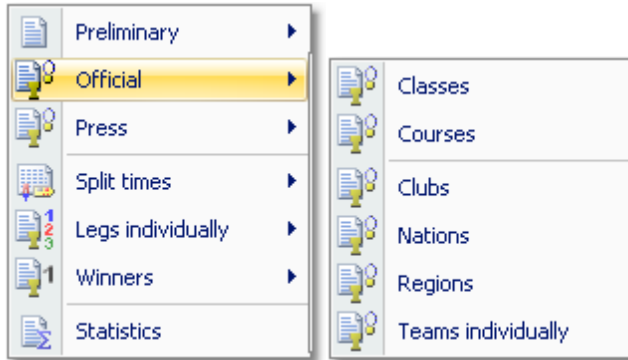 Preliminary
Official
Press
Split times
Legs individually
Winners
Statistics
Classes
Courses
Clubs
Nations
Regions
Teams individually